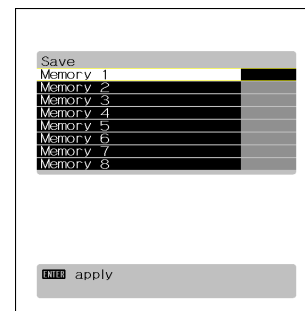 Save
Memory 1
Memory 2
Memory 3
Memory 4
Memory 5
Memory 6
Memory 7
Memory 8
ENTER apply